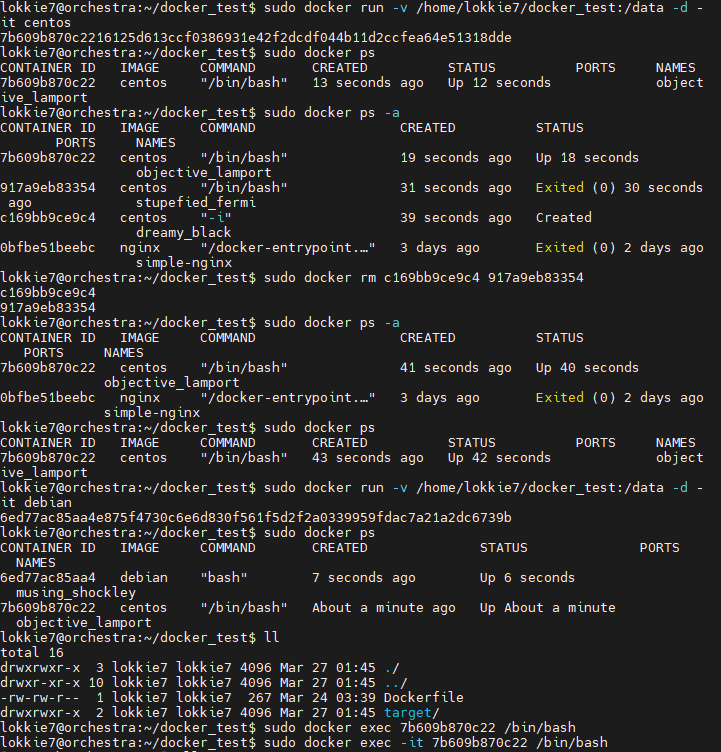 lokkie7@orchestra:~/docker_test$ sudo docker run -v /home/lokkie7/docker_test:/data -d -
it centos
7b609b870c2216125d613ccf0386931e42f2dcdf044b11d2ccfea64e51318dde
lokkie7@orchestra:~/docker_test$ sudo docker ps
CONTAINER ID   IMAGE     COMMAND       CREATED          STATUS          PORTS     NAMES
7b609b870c22   centos    "/bin/bash"   13 seconds ago   Up 12 seconds             object
ive_lamport
lokkie7@orchestra:~/docker_test$ sudo docker ps -a
CONTAINER ID   IMAGE     COMMAND                  CREATED          STATUS
       PORTS     NAMES
7b609b870c22   centos    "/bin/bash"              19 seconds ago   Up 18 seconds
                 objective_lamport
917a9eb83354   centos    "/bin/bash"              31 seconds ago   Exited (0) 30 seconds
 ago             stupefied_fermi
c169bb9ce9c4   centos    "-i"                     39 seconds ago   Created
                 dreamy_black
0bfbe51beebc   nginx     "/docker-entrypoint.…"   3 days ago       Exited (0) 2 days ago
                 simple-nginx
lokkie7@orchestra:~/docker_test$ sudo docker rm c169bb9ce9c4 917a9eb83354
c169bb9ce9c4
917a9eb83354
lokkie7@orchestra:~/docker_test$ sudo docker ps -a
CONTAINER ID   IMAGE     COMMAND                  CREATED          STATUS
   PORTS     NAMES
7b609b870c22   centos    "/bin/bash"              41 seconds ago   Up 40 seconds
             objective_lamport
0bfbe51beebc   nginx     "/docker-entrypoint.…"   3 days ago       Exited (0) 2 days ago
             simple-nginx
lokkie7@orchestra:~/docker_test$ sudo docker ps
CONTAINER ID   IMAGE     COMMAND       CREATED          STATUS          PORTS     NAMES
7b609b870c22   centos    "/bin/bash"   43 seconds ago   Up 42 seconds             object
ive_lamport
lokkie7@orchestra:~/docker_test$ sudo docker run -v /home/lokkie7/docker_test:/data -d -
it debian
6ed77ac85aa4e875f4730c6e6d830f561f5d2f2a0339959fdac7a21a2dc6739b
lokkie7@orchestra:~/docker_test$ sudo docker ps
CONTAINER ID   IMAGE     COMMAND       CREATED              STATUS              PORTS
  NAMES
6ed77ac85aa4   debian    "bash"        7 seconds ago        Up 6 seconds
  musing_shockley
7b609b870c22   centos    "/bin/bash"   About a minute ago   Up About a minute
  objective_lamport
lokkie7@orchestra:~/docker_test$ ll
total 16
drwxrwxr-x  3 lokkie7 lokkie7 4096 Mar 27 01:45 ./
drwxr-xr-x 10 lokkie7 lokkie7 4096 Mar 27 01:45 ../
-rw-rw-r--  1 lokkie7 lokkie7  267 Mar 24 03:39 Dockerfile
drwxrwxr-x  2 lokkie7 lokkie7 4096 Mar 27 01:45 target/
lokkie7@orchestra:~/docker_test$ sudo docker exec 7b609b870c22 /bin/bash
lokkie7@orchestra:~/docker_test$ sudo docker exec -it 7b609b870c22 /bin/bash